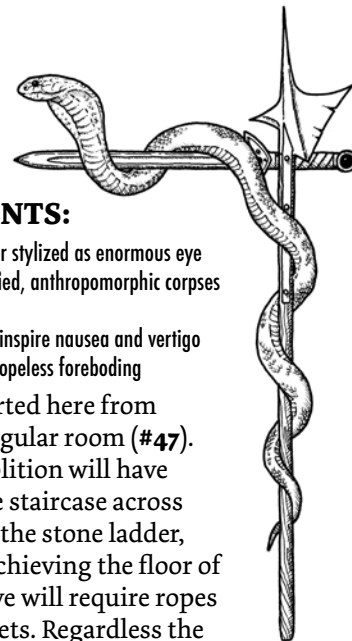 NTS:
r stylized as enormous eye
ied, anthropomorphic corpses
inspire nausea and vertigo
opeless foreboding
rted here from
gular room (#47).
olition will have
e staircase across
the stone ladder,
chieving the floor of
ve will require ropes
ets. Regardless the